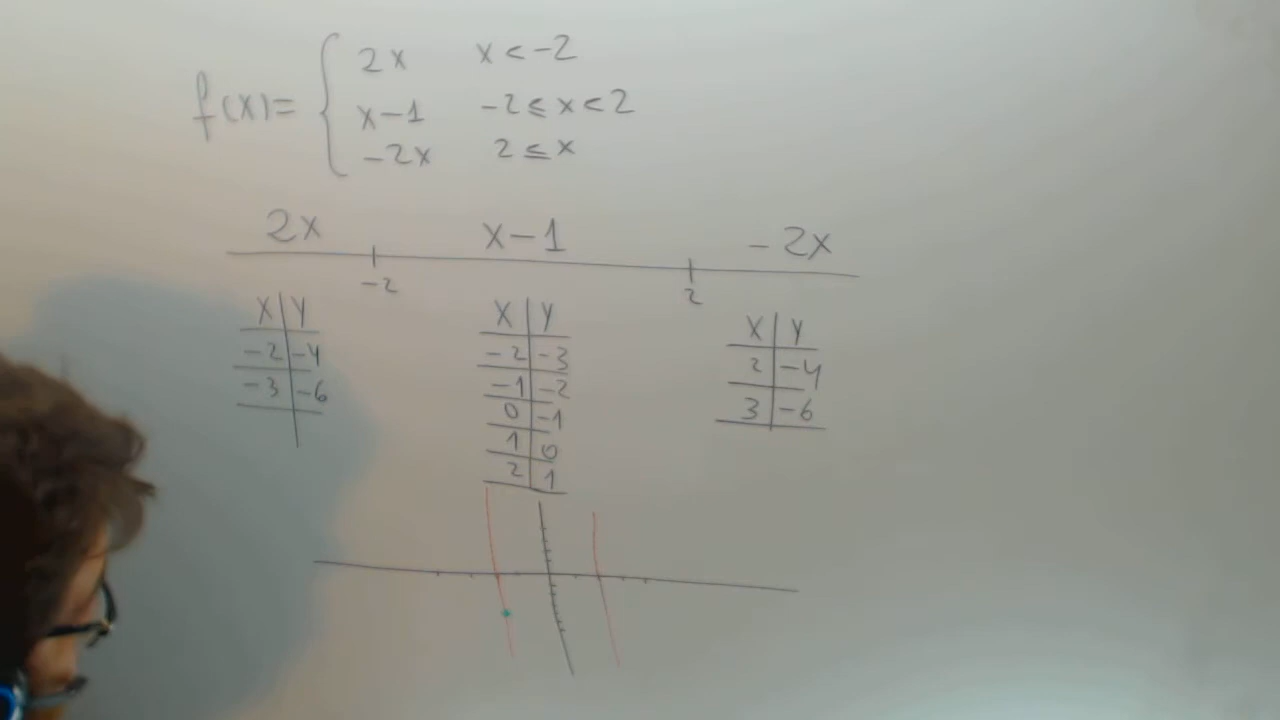 f(x)= { 2x x < -2
x-1 -2 ≤ x < 2
-2x 2 ≤ x
2x x-1 -2x
-2 2
X Y
-2 -4
-3 -6
X Y
-2 -3
-1 -2
0 -1
1 0
2 1
X Y
2 -4
3 -6